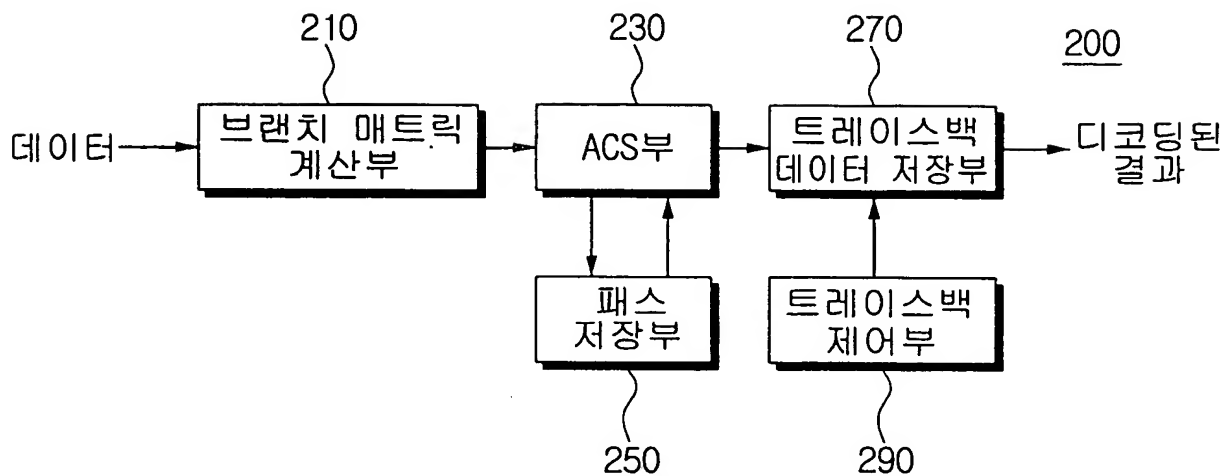 210
230
270
200
데이터
브랜치 매트릭
계산부
ACS부
트레이스백
데이터 저장부
디코딩된
결과
패스
저장부
트레이스백
제어부
250
290